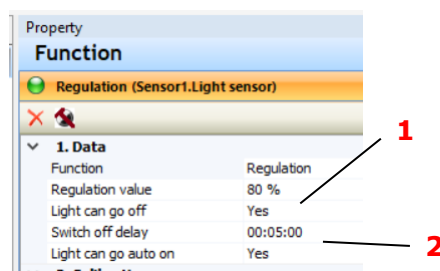 Property
Function
Regulation (Sensor1.Light sensor)
1. Data
Function Regulation
Regulation value 80 %
Light can go off Yes
Switch off delay 00:05:00
Light can go auto on Yes
1
2